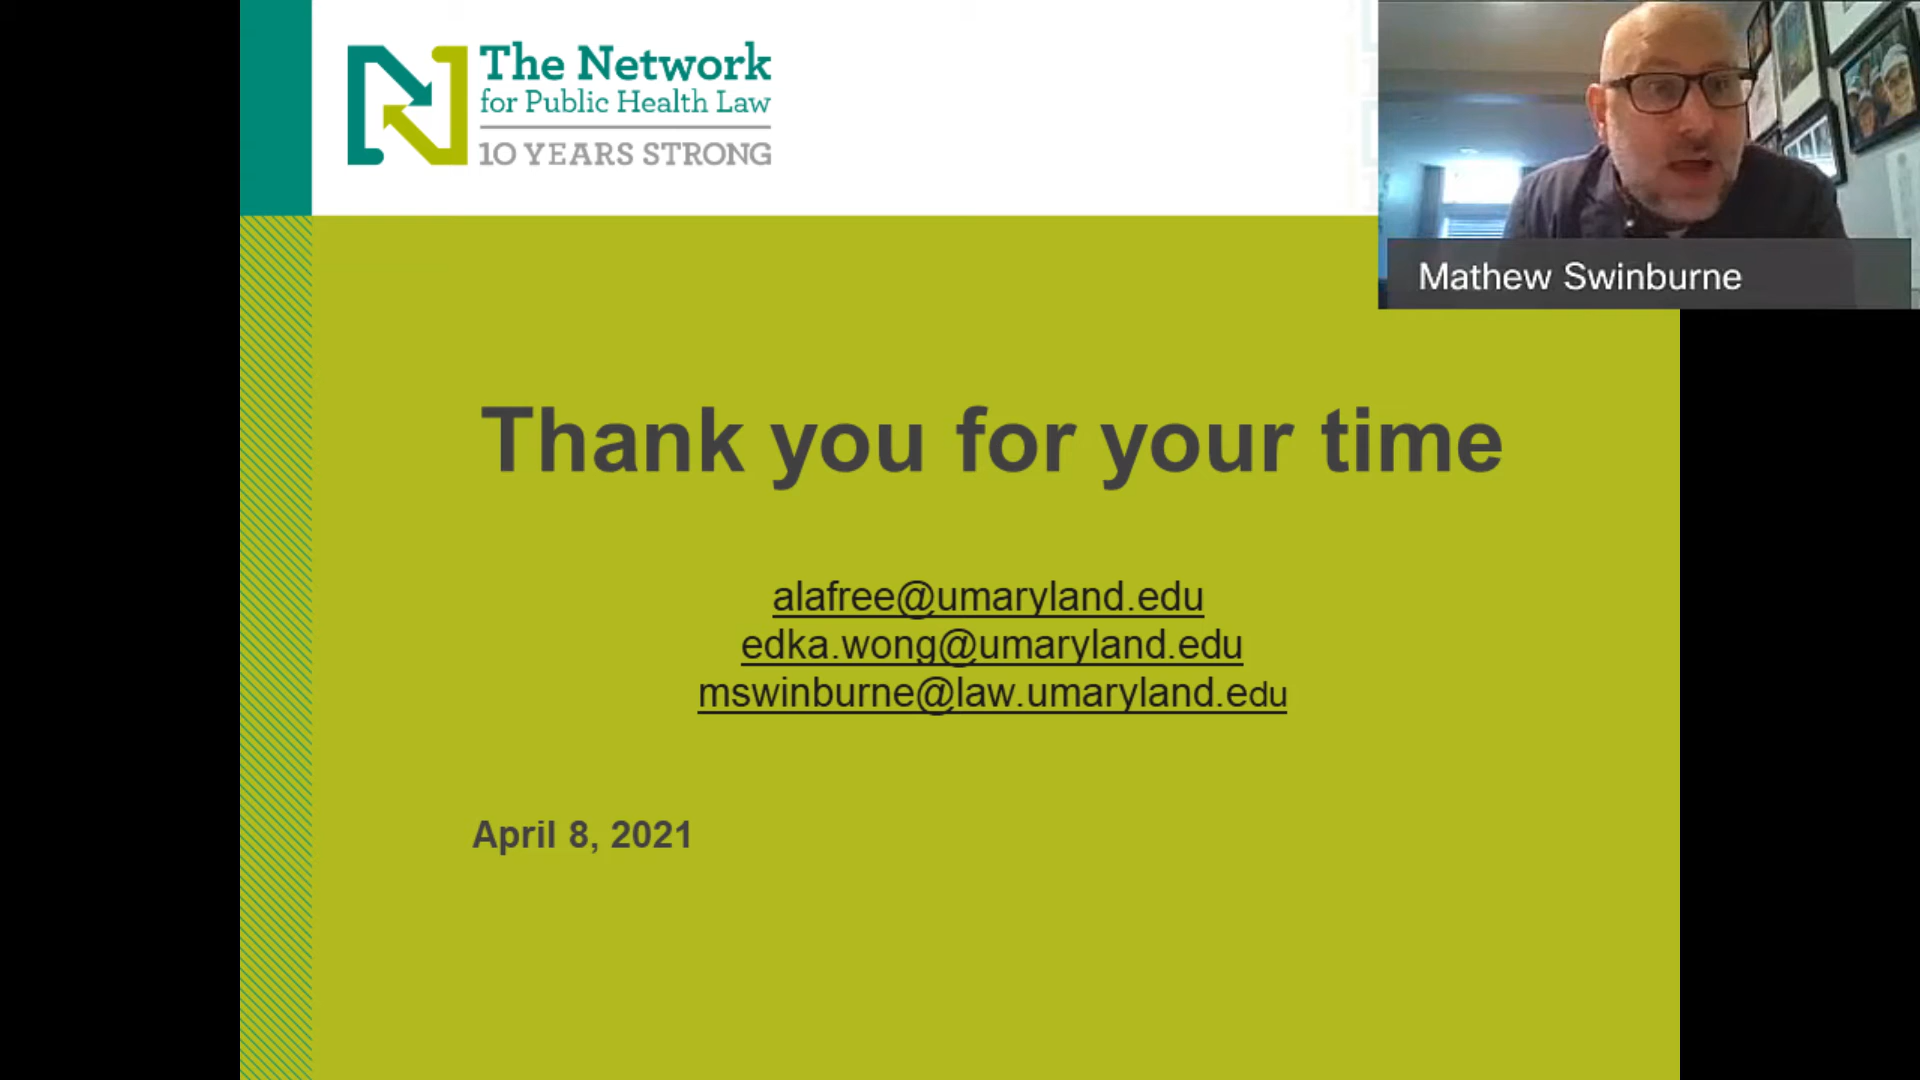 The Network
for Public Health Law
10 YEARS STRONG
Mathew Swinburne
Thank you for your time
alafree@umaryland.edu
edka.wong@umaryland.edu
mswinburne@law.umaryland.edu
April 8, 2021